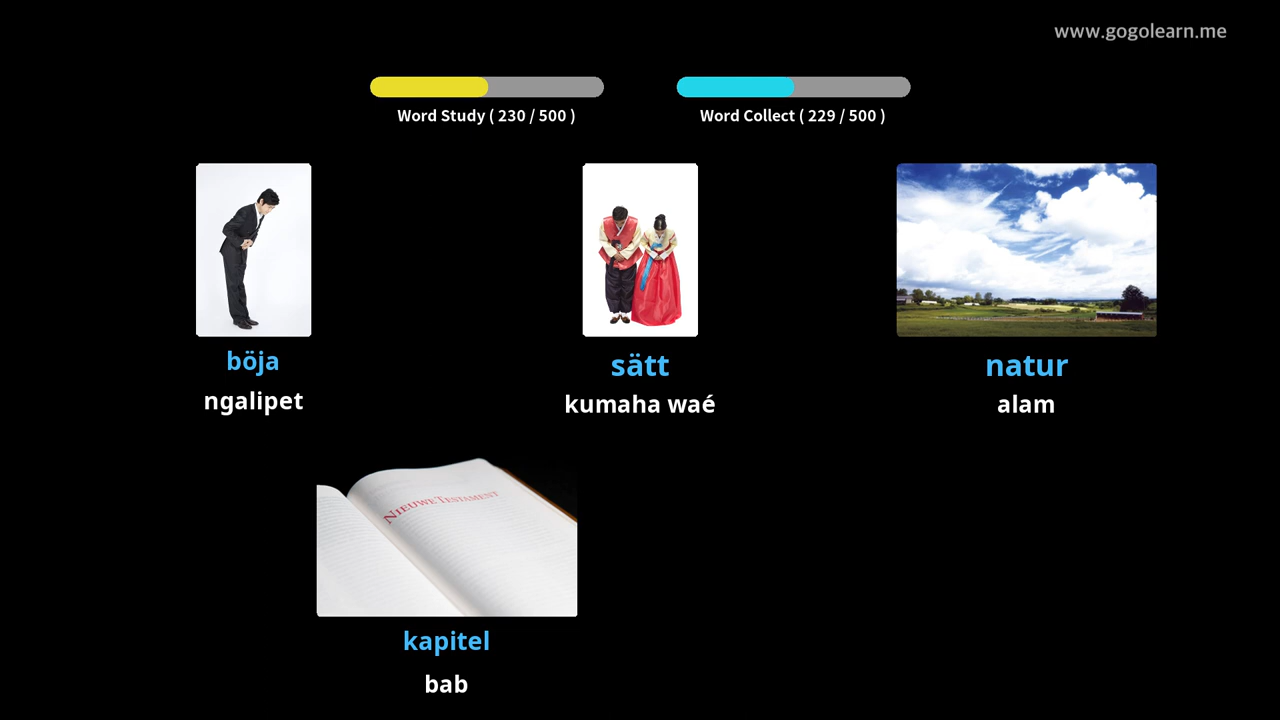 www.gogolearn.me
Word Study ( 230 / 500 )
Word Collect ( 229 / 500 )
böja
sätt
natur
ngalipet
kumaha waé
alam
NIEUWE TESTAMENT
kapitel
bab